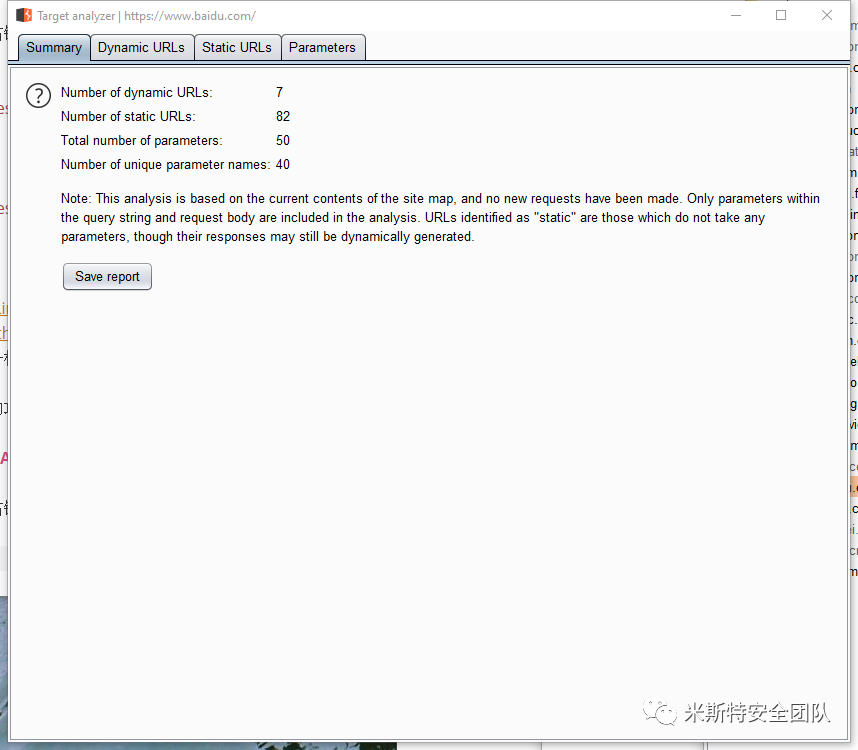 Target analyzer | https://www.baidu.com/
Summary Dynamic URLs Static URLs Parameters
Number of dynamic URLs: 7
Number of static URLs: 82
Total number of parameters: 50
Number of unique parameter names: 40
Note: This analysis is based on the current contents of the site map, and no new requests have been made. Only parameters within
the query string and request body are included in the analysis. URLs identified as "static" are those which do not take any
parameters, though their responses may still be dynamically generated.
Save report
米斯特安全团队